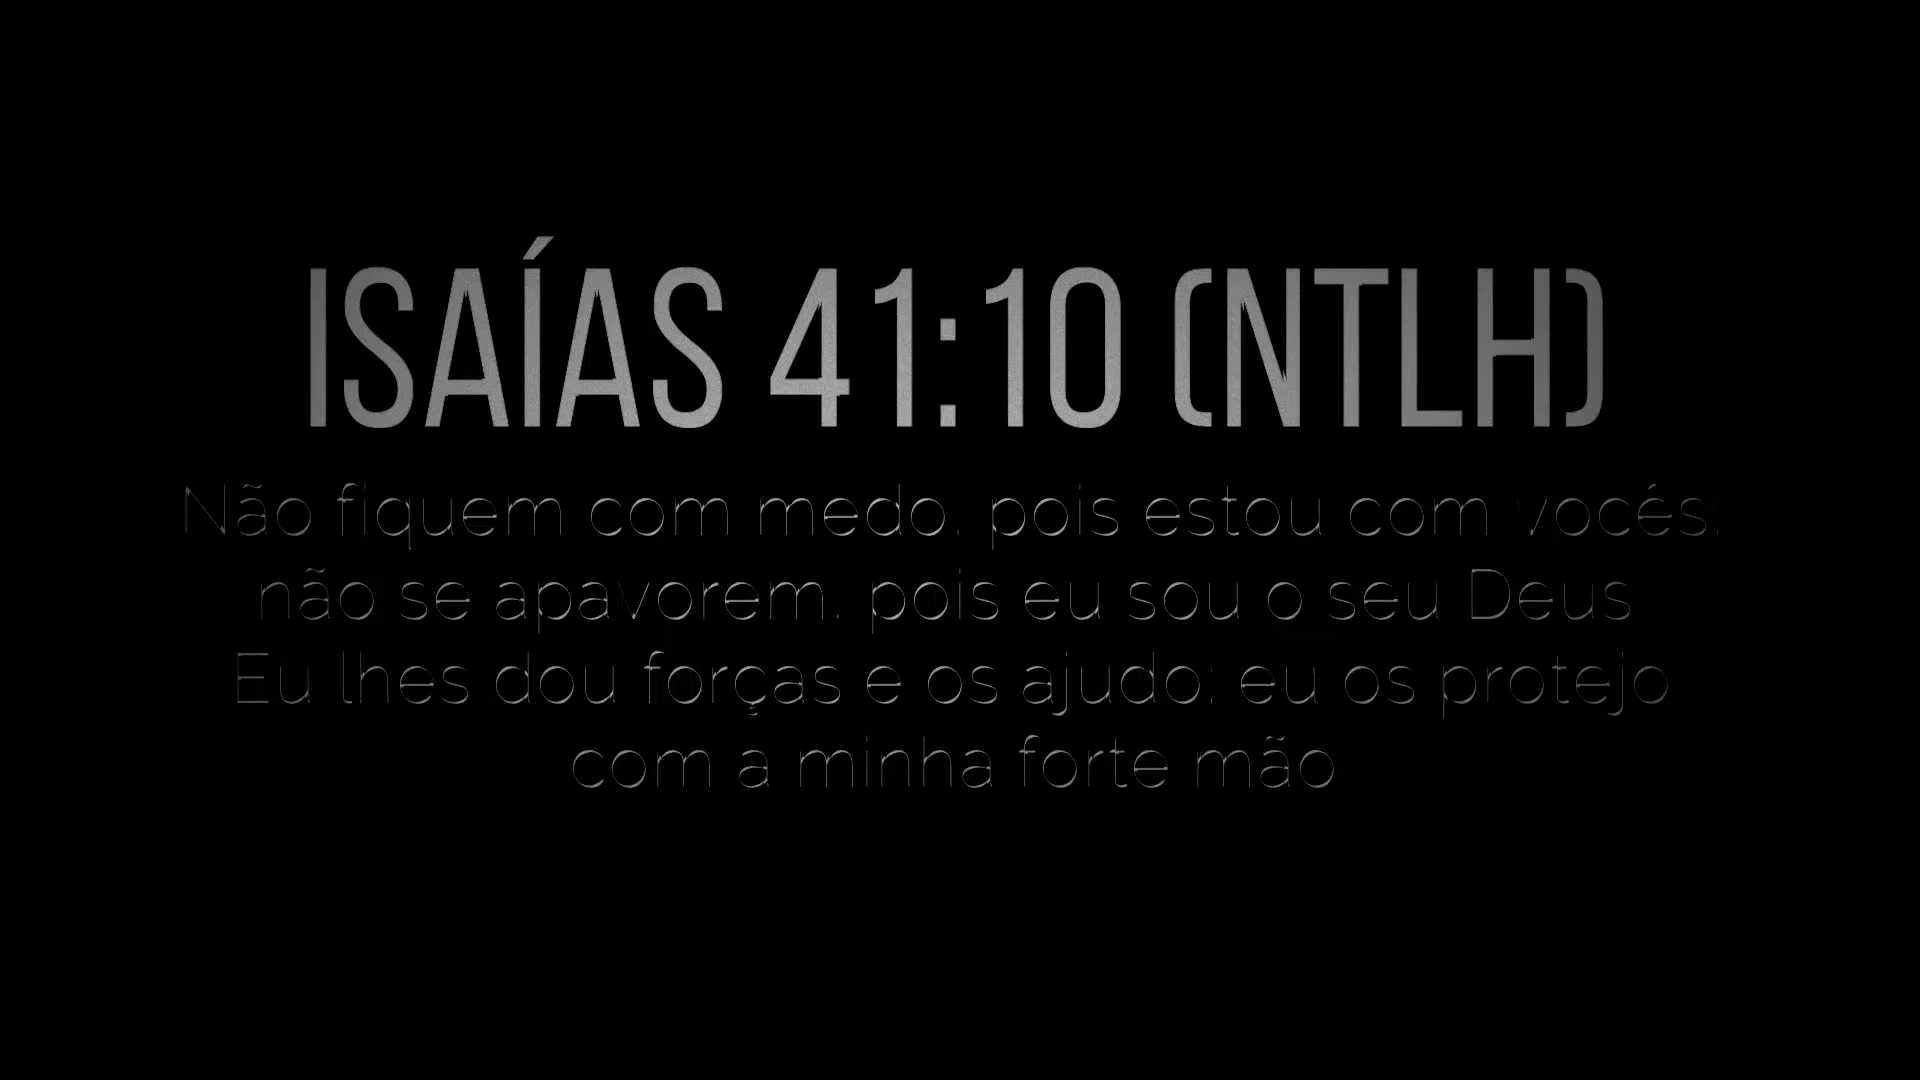 ISAÍAS 41:10 (NTLH)
Não fiquem com medo, pois estou com vocês;
não se apavorem, pois eu sou o seu Deus
Eu lhes dou forças e os ajudo; eu os protejo
com a minha forte mão